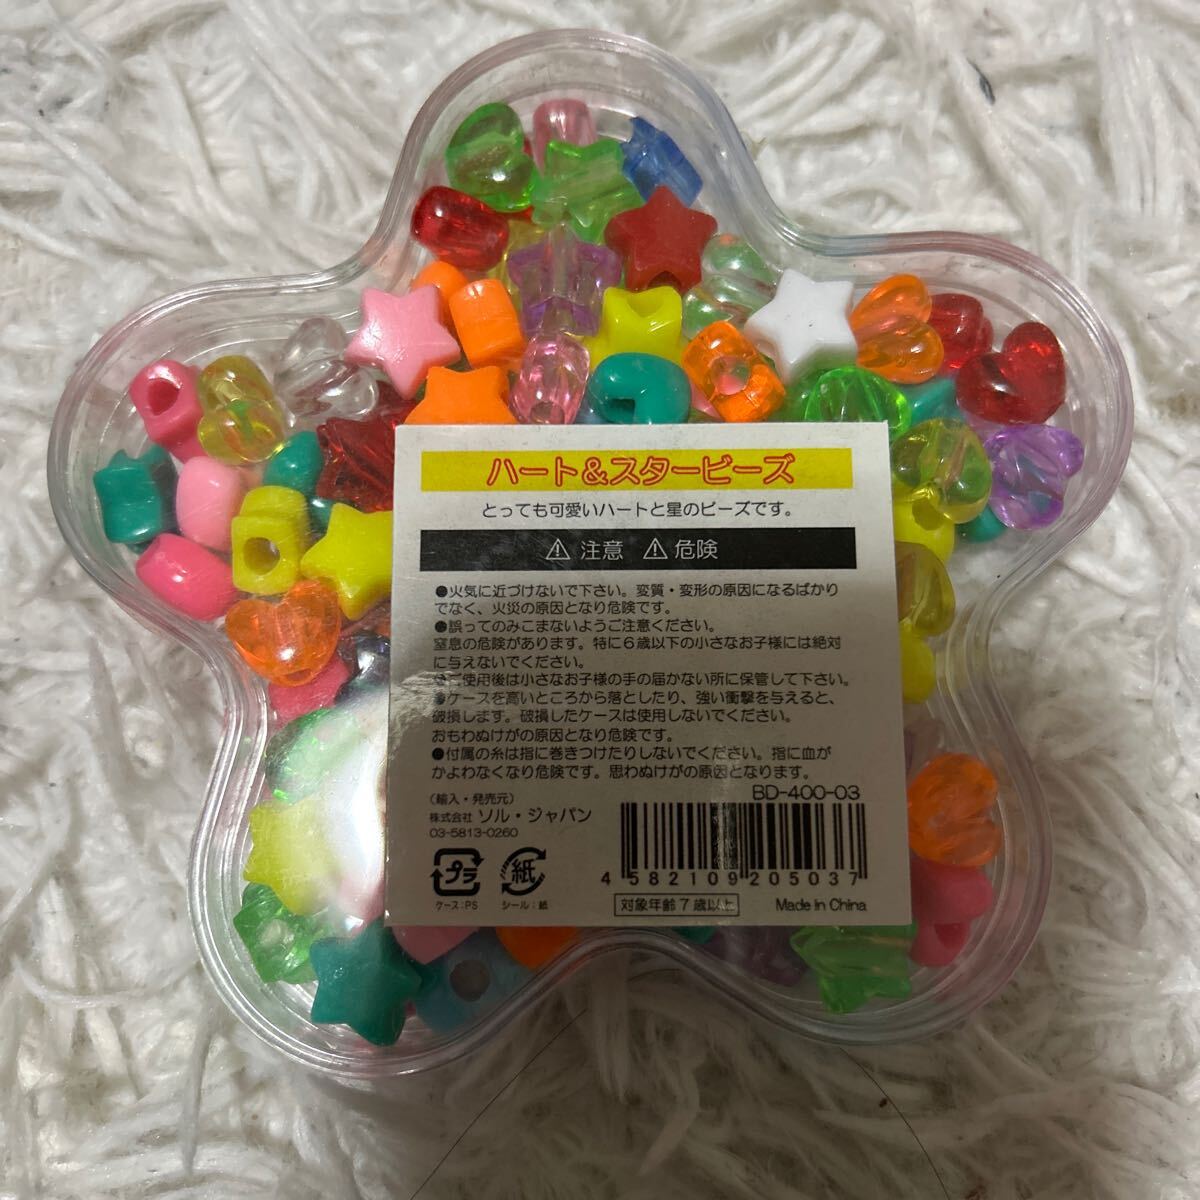 ハート&スタービーズ
とっても可愛いハートと星のビーズです。
⚠ 注意 ⚠ 危険
●火気に近づけないで下さい。変質・変形の原因になるばかり
でなく、火災の原因となり危険です。
●誤ってのみこまないようご注意ください。
窒息の危険があります。特に6歳以下の小さなお子様には絶対
に与えないでください。
●ご使用後は小さなお子様の手の届かない所に保管して下さい。
●ケースを高いところから落としたり、強い衝撃を与えると、
破損します。破損したケースは使用しないでください。
おもわぬけがの原因となり危険です。
●付属の糸は指に巻きつけたりしないでください。指に血が
かよわなくなり危険です。思わぬけがの原因となります。
BD-400-03
(輸入・発売元)
株式会社 ソル・ジャパン
03-5813-0260
プラ
ケース:PS
紙
シール:紙
4 582109 205037
対象年齢7歳以上
Made in China